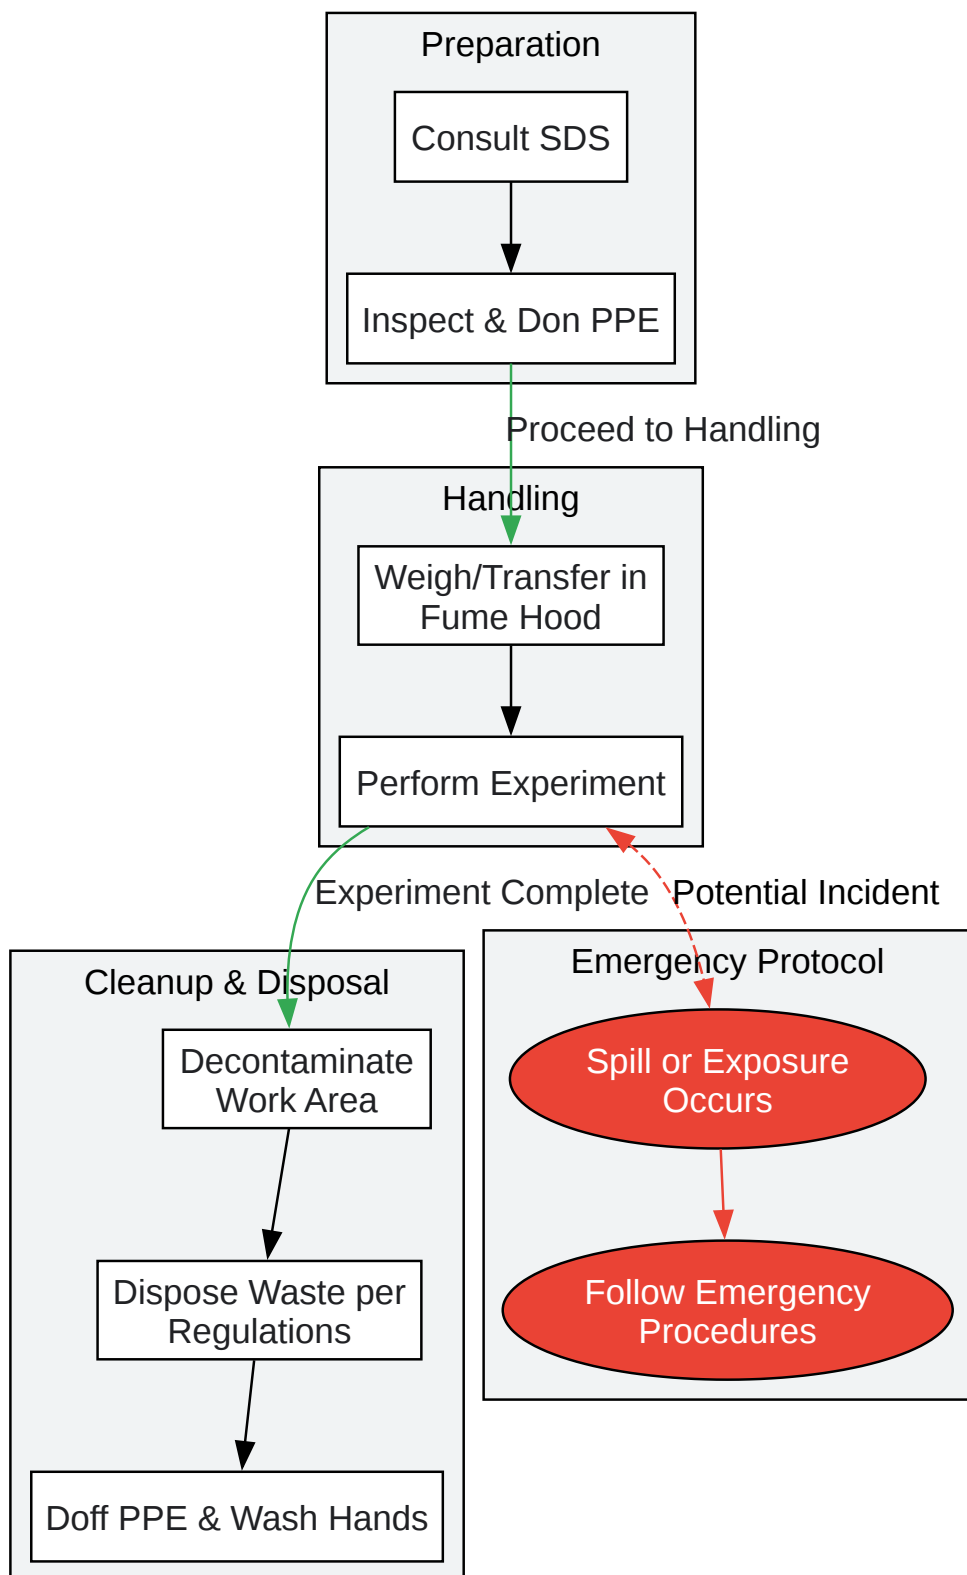 Preparation
Consult SDS
Inspect & Don PPE
Proceed to Handling
Handling
Weigh/Transfer in
Fume Hood
Perform Experiment
Experiment Complete
Potential Incident
Cleanup & Disposal
Decontaminate
Work Area
Dispose Waste per
Regulations
Doff PPE & Wash Hands
Emergency Protocol
Spill or Exposure
Occurs
Follow Emergency
Procedures